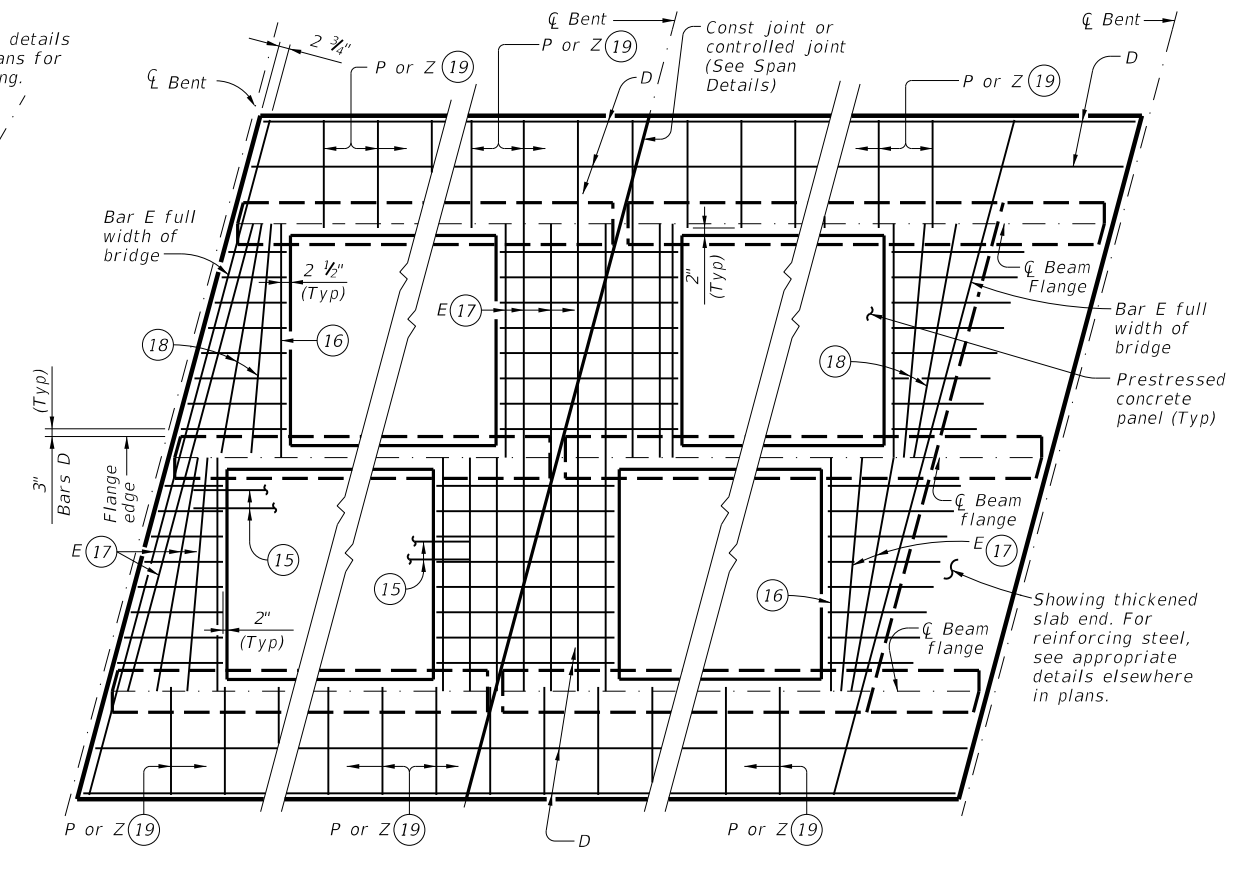 details
ans for
ng.
2 ¾"
℄ Bent
P or Z 19
℄ Bent
P or Z 19
D
Const joint or
controlled joint
(See Span
Details)
℄ Bent
D
P or Z 19
Bar E full
width of
bridge
2 ½"
(Typ)
16
18
E 17
2"
(Typ)
℄ Beam
Flange
Bar E full
width of
bridge
18
Prestressed
concrete
panel (Typ)
(Typ)
3"
Bars D
Flange
edge
E 17
15
15
2"
(Typ)
16
℄ Beam
flange
E 17
℄ Beam
flange
Showing thickened
slab end. For
reinforcing steel,
see appropriate
details elsewhere
in plans.
P or Z 19
P or Z 19
D
P or Z 19